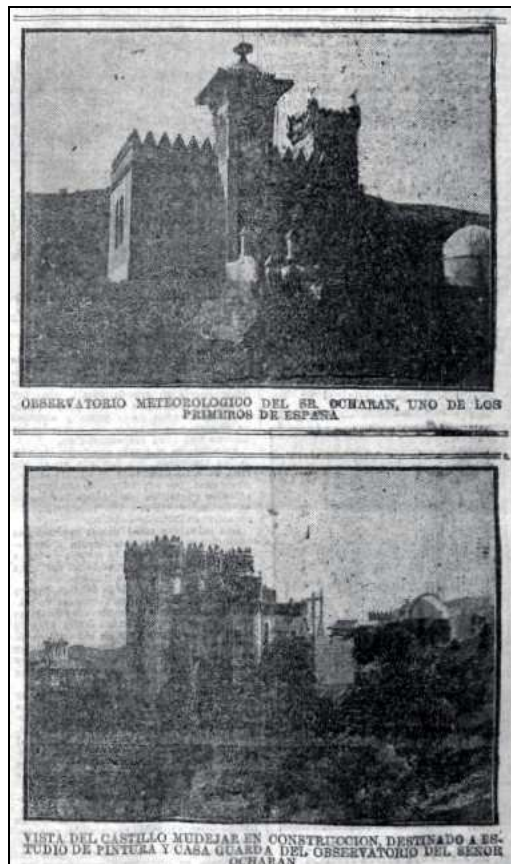 OBSERVATORIO METEOROLOGICO DEL SR. OCHARAN, UNO DE LOS
PRIMEROS DE ESPAÑA
VISTA DEL CASTILLO MUDEJAR EN CONSTRUCCION, DESTINADO A ES-
TUDIO DE PINTURA Y CASA GUARDA DEL OBSERVATORIO DEL SEÑOR
OCHARAN